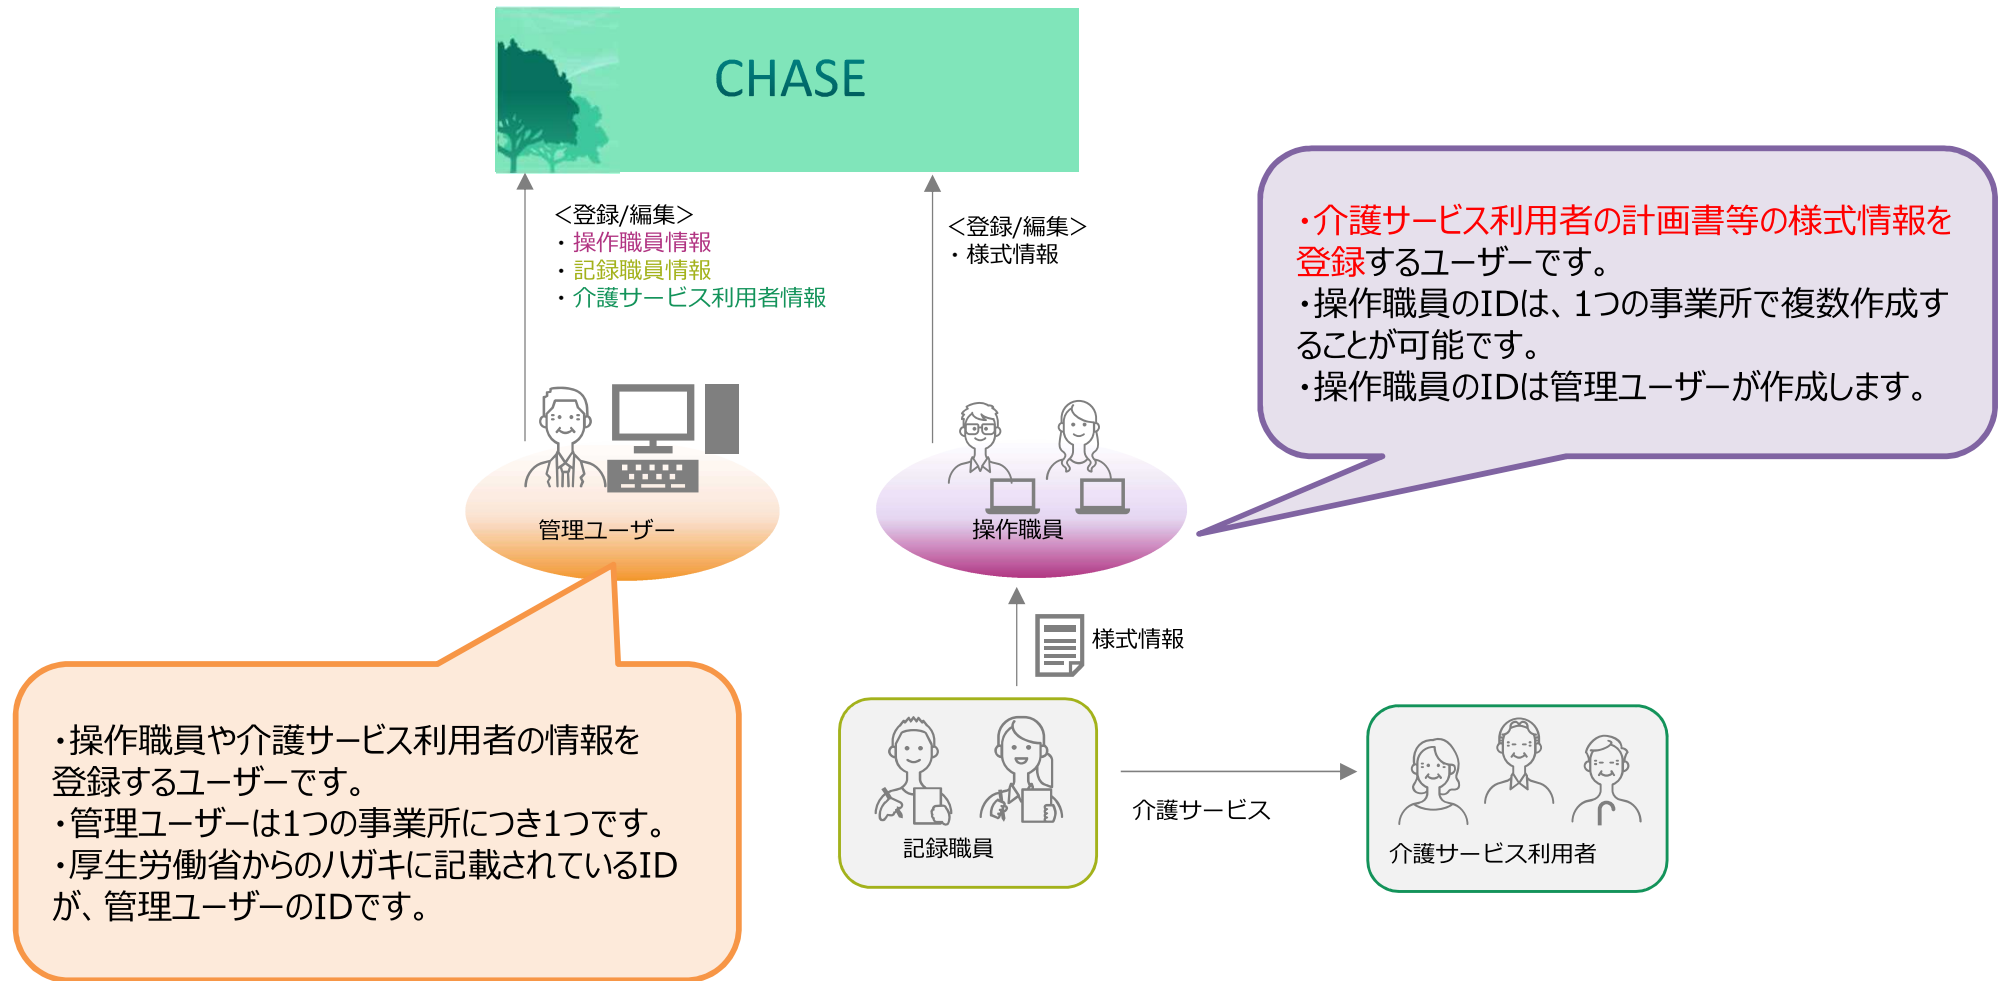 CHASE
＜登録/編集＞
・操作職員情報
・記録職員情報
・介護サービス利用者情報
＜登録/編集＞
・様式情報
・介護サービス利用者の計画書等の様式情報を
登録するユーザーです。
・操作職員のIDは、1つの事業所で複数作成す
ることが可能です。
・操作職員のIDは管理ユーザーが作成します。
管理ユーザー
操作職員
様式情報
・操作職員や介護サービス利用者の情報を
登録するユーザーです。
・管理ユーザーは1つの事業所につき1つです。
・厚生労働省からのハガキに記載されているID
が、管理ユーザーのIDです。
記録職員
介護サービス
介護サービス利用者